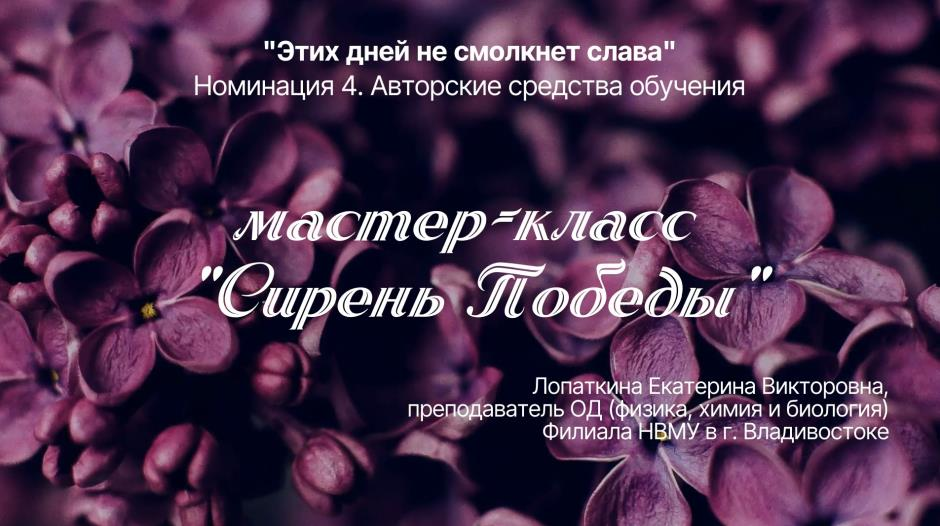 "Этих дней не смолкнет слава"
Номинация 4. Авторские средства обучения
мастер-класс
"Сирень Победы"
Лопаткина Екатерина Викторовна,
преподаватель ОД (физика, химия и биология)
Филиала НВМУ в г. Владивостоке